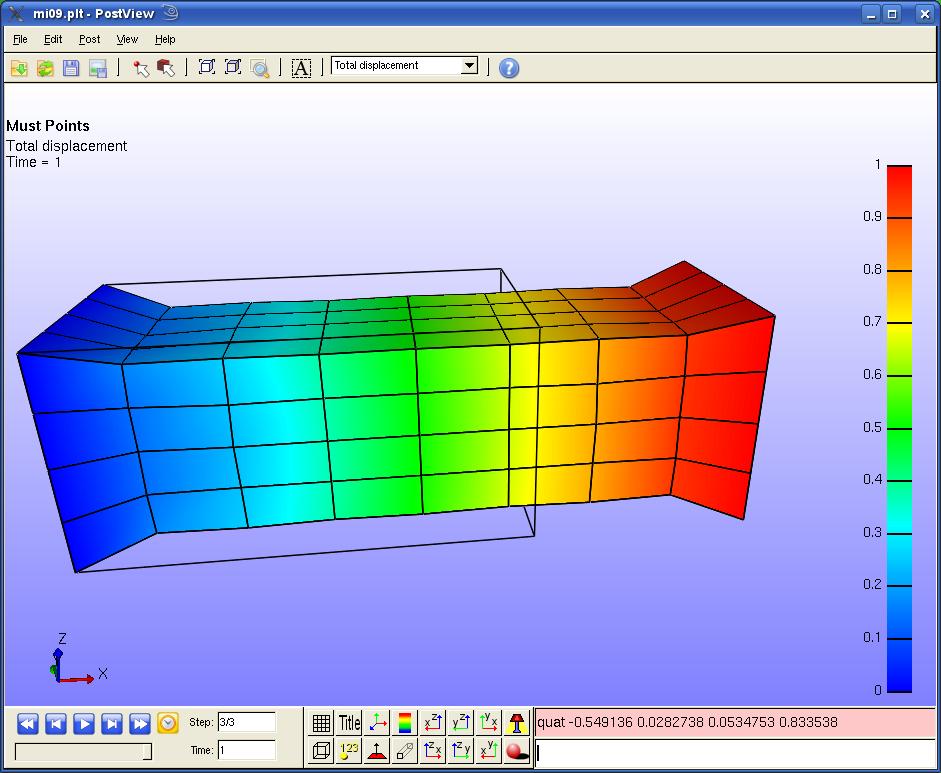 mi09.plt - PostView
File Edit Post View Help
A Total displacement ?
Must Points
Total displacement
Time = 1
1
0.9
0.8
0.7
0.6
0.5
0.4
0.3
0.2
0.1
0
Z
X
Step: 3/3
Time: 1
Title
123
quat -0.549136 0.0282738 0.0534753 0.833538